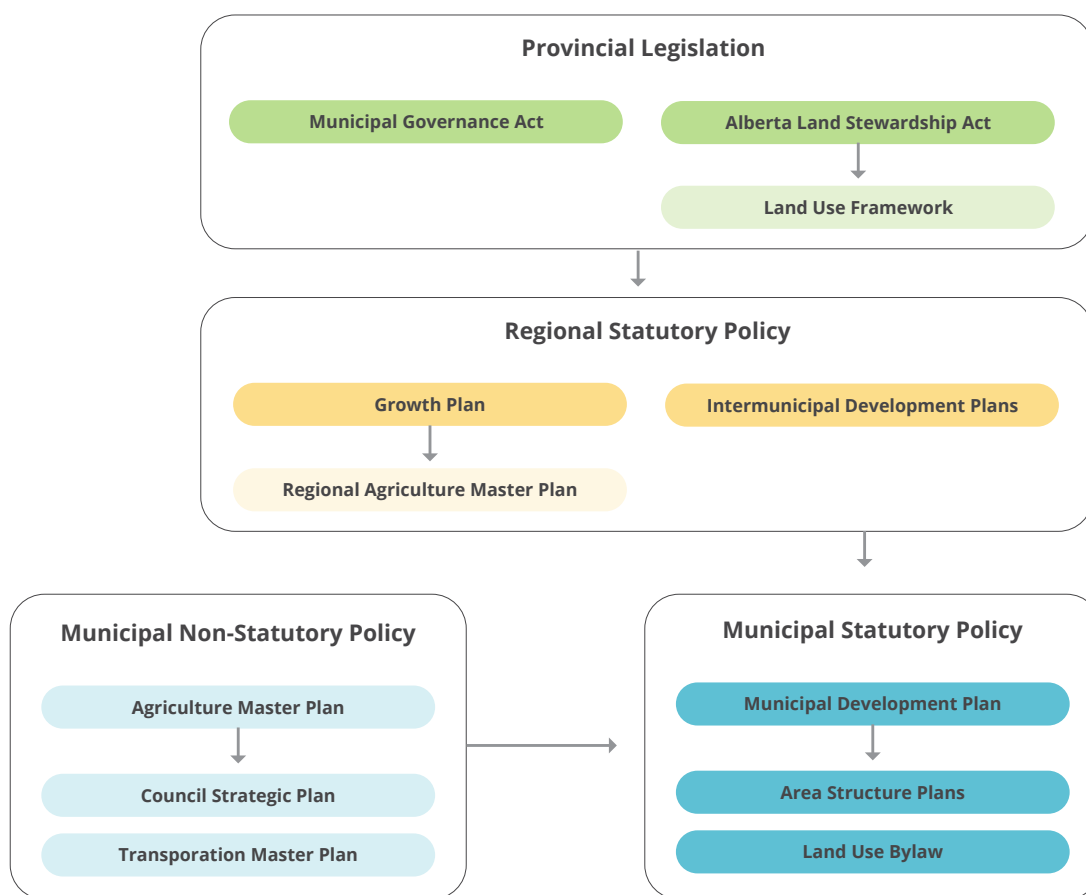 Provincial Legislation
Municipal Governance Act
Alberta Land Stewardship Act
Land Use Framework
Regional Statutory Policy
Growth Plan
Intermunicipal Development Plans
Regional Agriculture Master Plan
Municipal Non-Statutory Policy
Agriculture Master Plan
Council Strategic Plan
Transporation Master Plan
Municipal Statutory Policy
Municipal Development Plan
Area Structure Plans
Land Use Bylaw